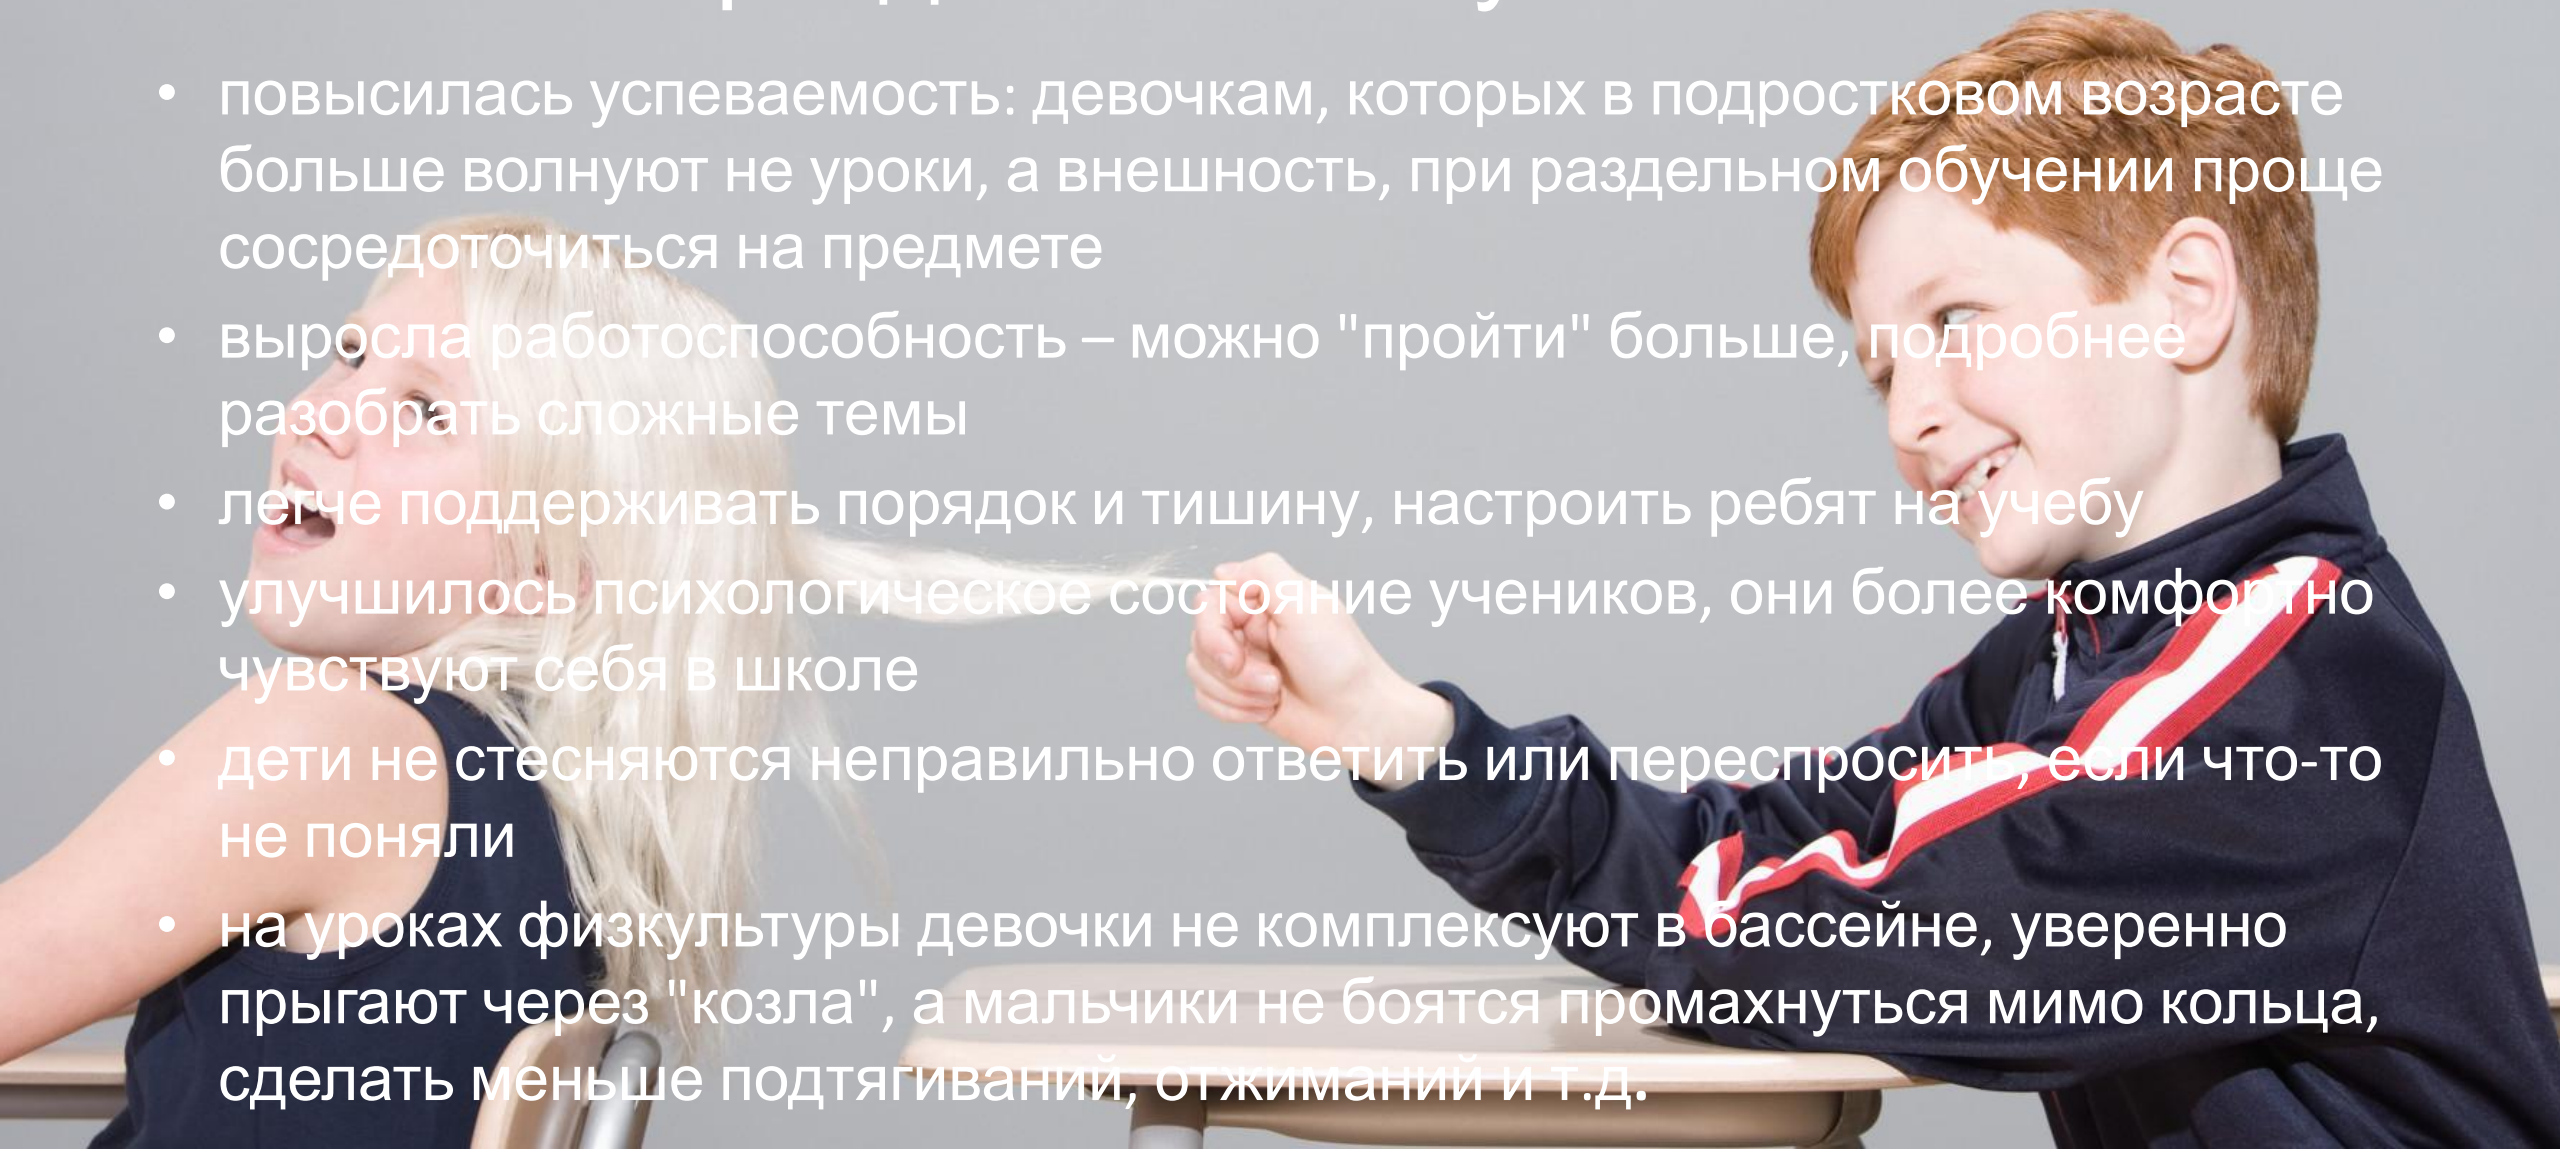 • повысилась успеваемость: девочкам, которых в подростковом возрасте
больше волнуют не уроки, а внешность, при раздельном обучении проще
сосредоточиться на предмете
• выросла работоспособность – можно "пройти" больше, подробнее
разобрать сложные темы
• легче поддерживать порядок и тишину, настроить ребят на учебу
• улучшилось психологическое состояние учеников, они более комфортно
чувствуют себя в школе
• дети не стесняются неправильно ответить или переспросить, если что-то
не поняли
• на уроках физкультуры девочки не комплексуют в бассейне, уверенно
прыгают через "козла", а мальчики не боятся промахнуться мимо кольца,
сделать меньше подтягиваний, отжиманий и т.д.